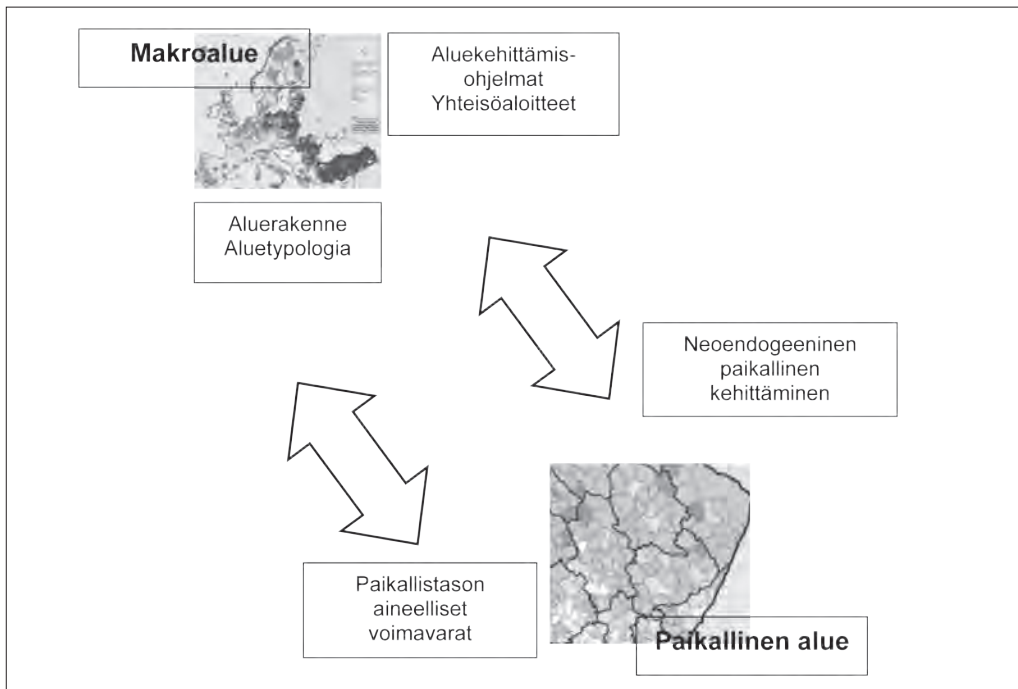 Makroalue
Aluekehittämis-
ohjelmat
Yhteisöaloitteet
Aluerakenne
Aluetypologia
Neoendogeeninen
paikallinen
kehittäminen
Paikallistason
aineelliset
voimavarat
Paikallinen alue